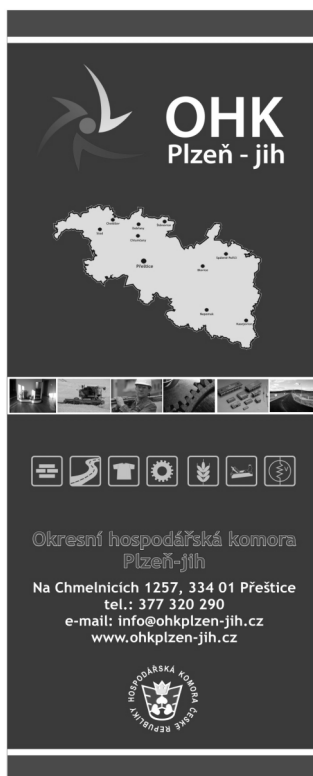 OHK
Plzeň - jih
Přeštice
Okresní hospodářská komora
Plzeň-jih
Na Chmelnicích 1257, 334 01 Přeštice
tel.: 377 320 290
e-mail: info@ohkplzen-jih.cz
www.ohkplzen-jih.cz
HOSPODÁŘSKÁ KOMORA ČESKÉ REPUBLIKY